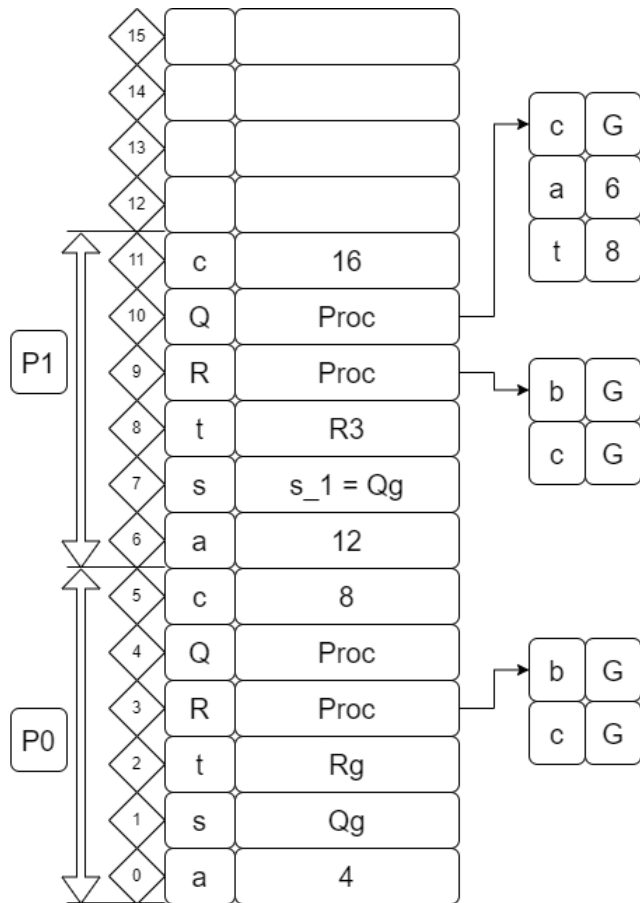 15
14
13
12
11 c 16
10 Q Proc
9 R Proc
8 t R3
7 s s_1 = Qg
6 a 12
5 c 8
4 Q Proc
3 R Proc
2 t Rg
1 s Qg
0 a 4
P1
P0
c G
a 6
t 8
b G
c G
b G
c G